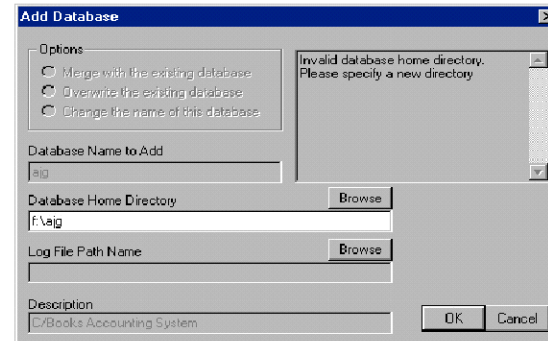 Add Database
Options
Merge with the existing database
Overwrite the existing database
Change the name of this database
Invalid database home directory.
Please specify a new directory
Database Name to Add
ajg
Database Home Directory
Browse
f:\ajg
Log File Path Name
Browse
Description
C/Books Accounting System
OK
Cancel